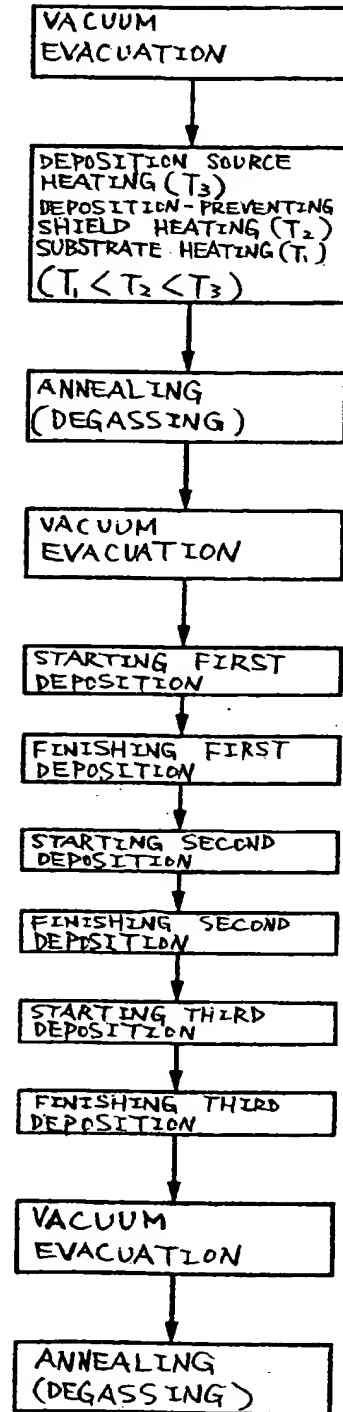 VACUUM
EVACUATION
DEPOSITION SOURCE
HEATING (T₃)
DEPOSITION-PREVENTING
SHIELD HEATING (T₂)
SUBSTRATE HEATING (T₁)
(T₁ < T₂ < T₃)
ANNEALING
(DEGASSING)
VACUUM
EVACUATION
STARTING FIRST
DEPOSITION
FINISHING FIRST
DEPOSITION
STARTING SECOND
DEPOSITION
FINISHING SECOND
DEPOSITION
STARTING THIRD
DEPOSITION
FINISHING THIRD
DEPOSITION
VACUUM
EVACUATION
ANNEALING
(DEGASSING)